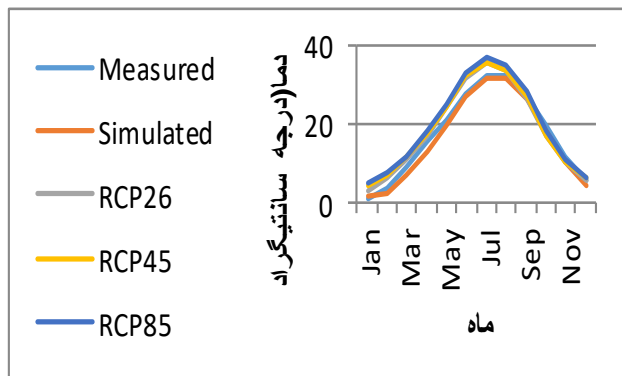 Measured
Simulated
RCP26
RCP45
RCP85
دما(درجه سانتیگراد
40
20
0
Jan
Mar
May
Jul
Sep
Nov
ماه